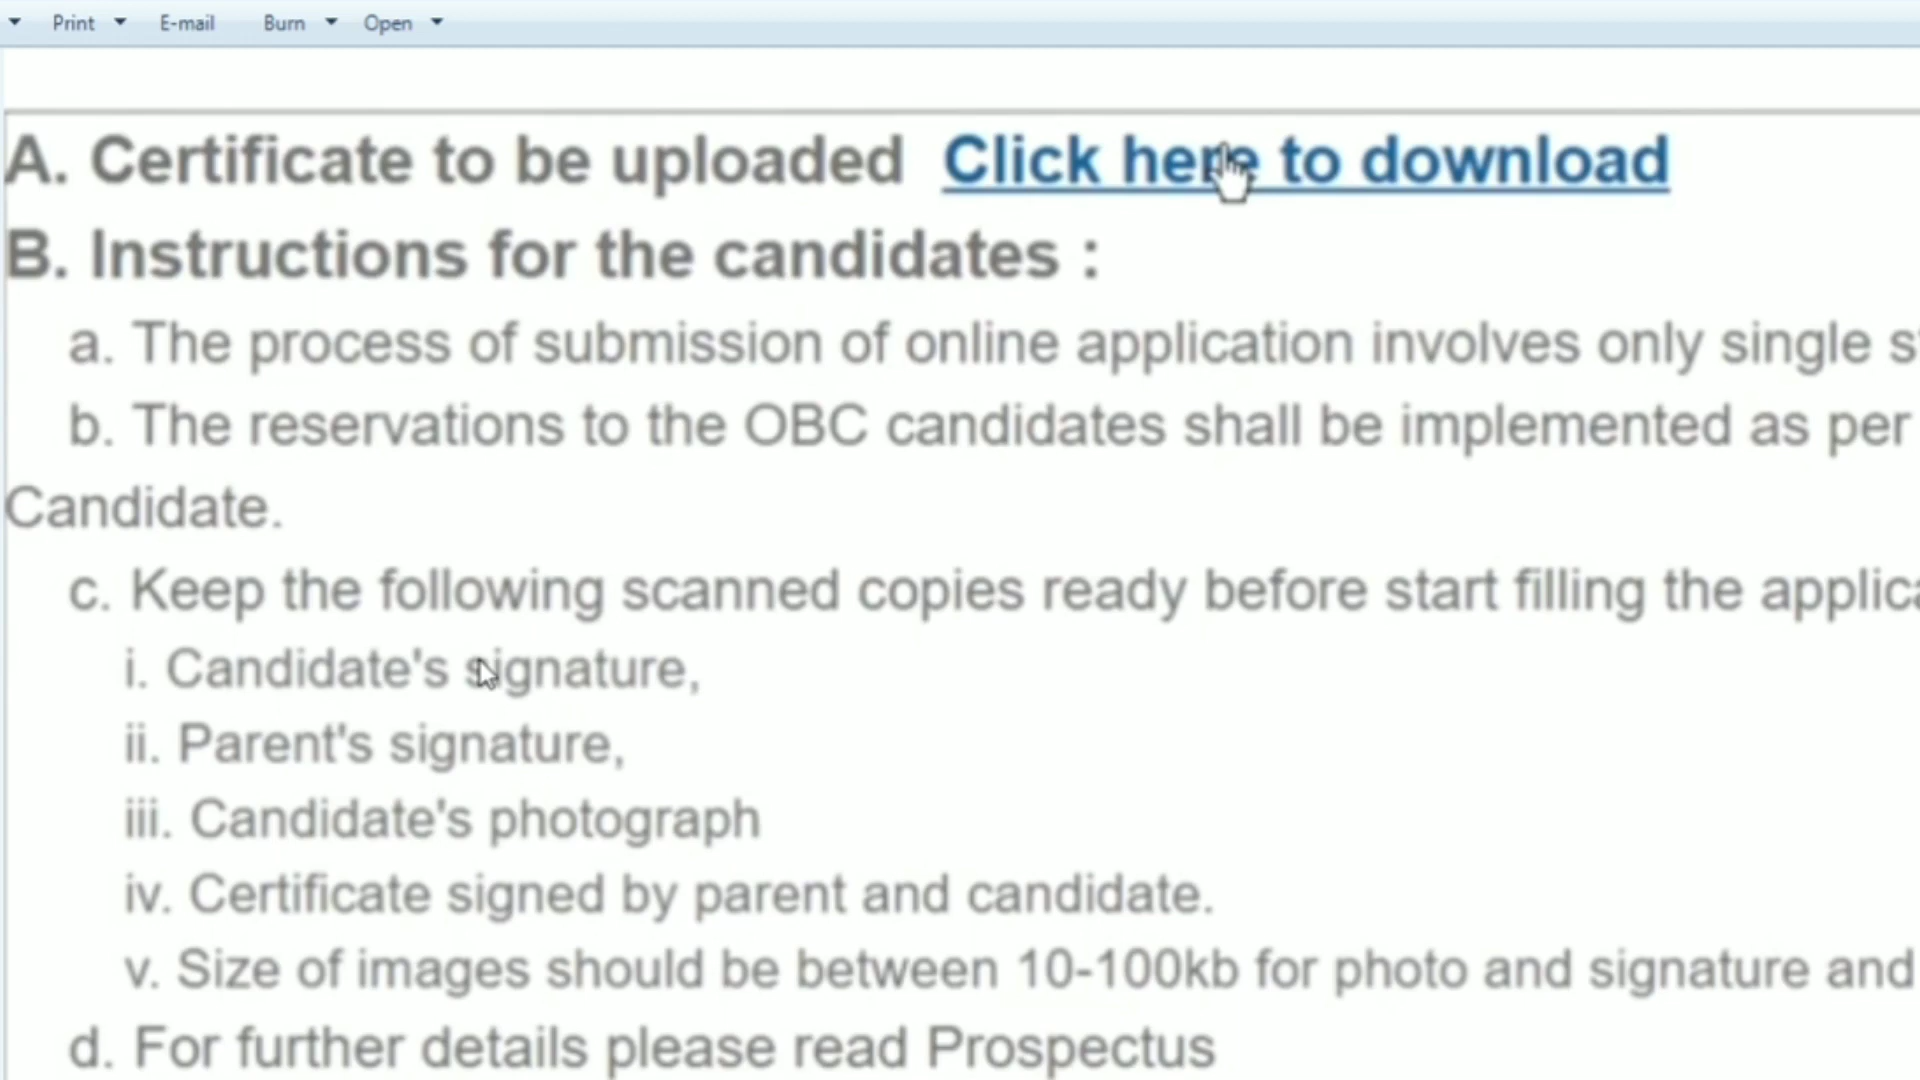 Print E-mail Burn Open
A. Certificate to be uploaded Click here to download
B. Instructions for the candidates :
a. The process of submission of online application involves only single
b. The reservations to the OBC candidates shall be implemented as per
Candidate.
c. Keep the following scanned copies ready before start filling the
i. Candidate's signature,
ii. Parent's signature,
iii. Candidate's photograph
iv. Certificate signed by parent and candidate.
v. Size of images should be between 10-100kb for photo and signature and
d. For further details please read Prospectus